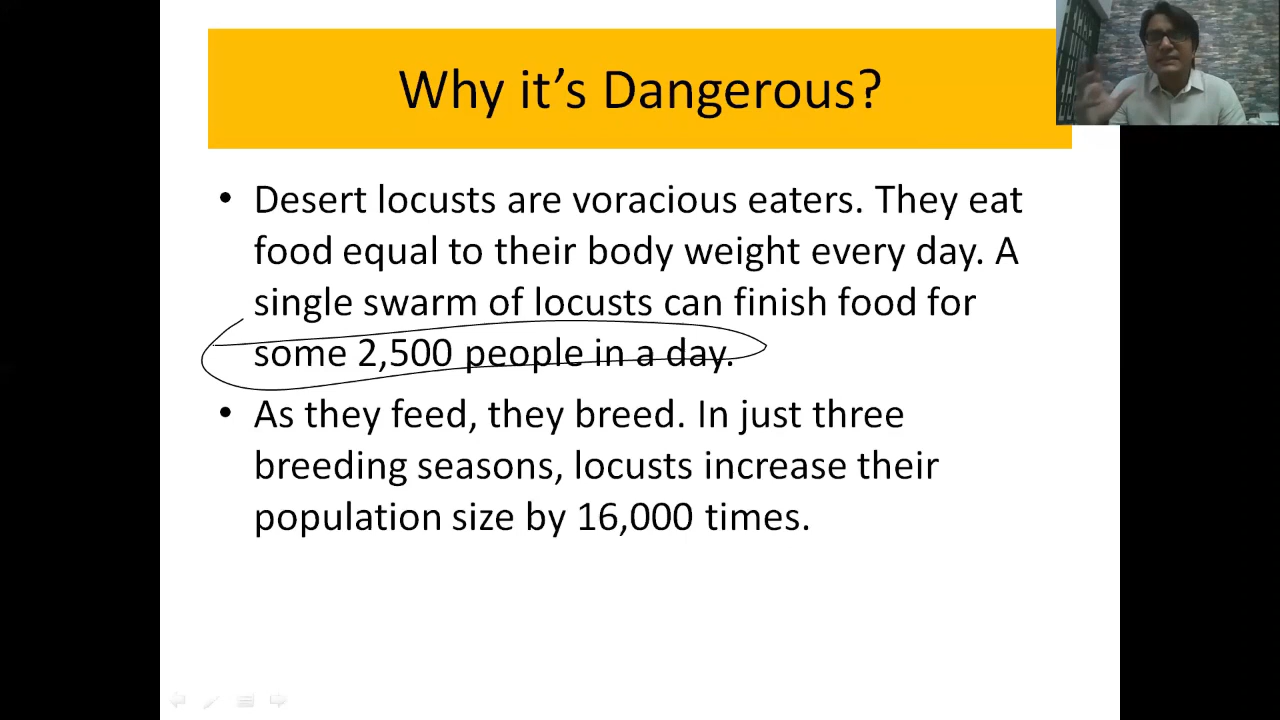 Why it's Dangerous?
• Desert locusts are voracious eaters. They eat
food equal to their body weight every day. A
single swarm of locusts can finish food for
some 2,500 people in a day.
• As they feed, they breed. In just three
breeding seasons, locusts increase their
population size by 16,000 times.